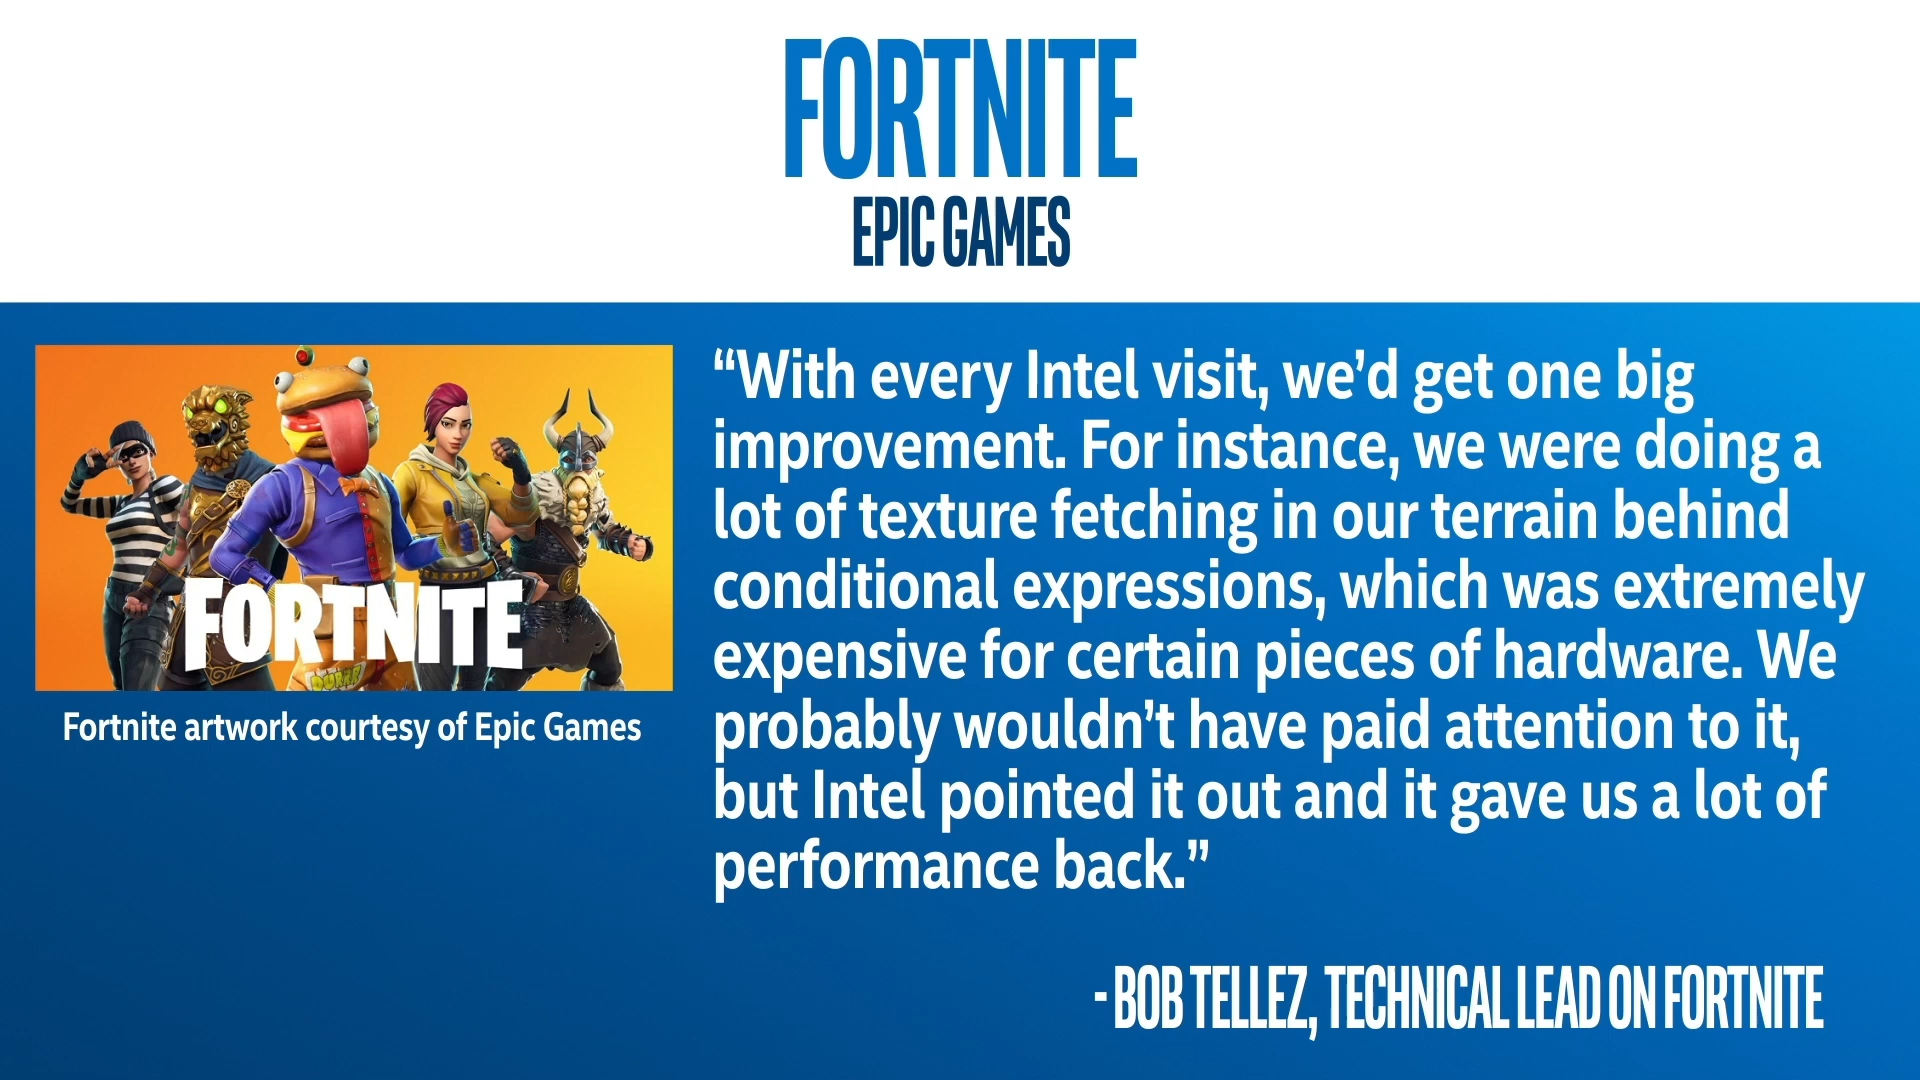 FORTNITE
EPIC GAMES
FORTNITE
DURRR
Fortnite artwork courtesy of Epic Games
“With every Intel visit, we’d get one big
improvement. For instance, we were doing a
lot of texture fetching in our terrain behind
conditional expressions, which was extremely
expensive for certain pieces of hardware. We
probably wouldn’t have paid attention to it,
but Intel pointed it out and it gave us a lot of
performance back.”
- BOB TELLEZ, TECHNICAL LEAD ON FORTNITE